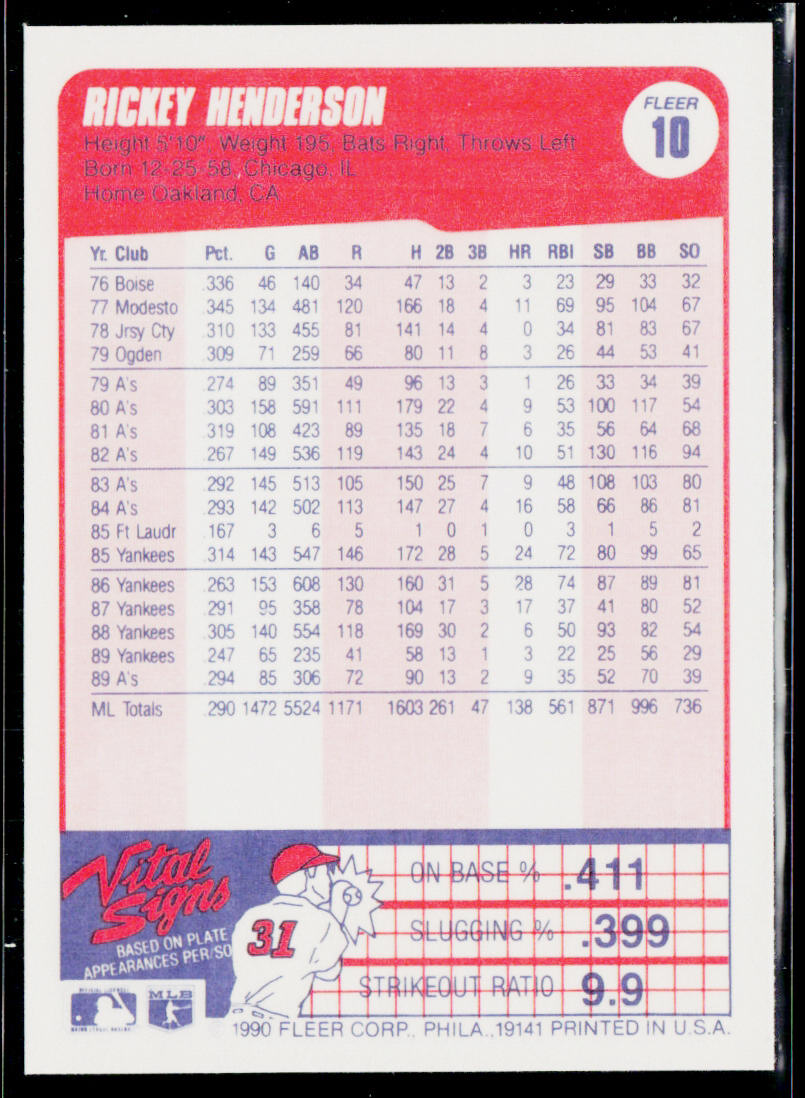 RICKEY HENDERSON
FLEER
10
Height 5'10", Weight 195, Bats Right, Throws Left
Born 12-25-58, Chicago, IL
Home Oakland, CA
Yr. Club Pct. G AB R H 2B 3B HR RBI SB BB SO
76 Boise .336 46 140 34 47 13 2 3 23 29 33 32
77 Modesto .345 134 481 120 166 18 4 11 69 95 104 67
78 Jrsy Cty .310 133 455 81 141 14 4 0 34 81 83 67
79 Ogden .309 71 259 66 80 11 8 3 26 44 53 41
79 A's .274 89 351 49 96 13 3 1 26 33 34 39
80 A's .303 158 591 111 179 22 4 9 53 100 117 54
81 A's .319 108 423 89 135 18 7 6 35 56 64 68
82 A's .267 149 536 119 143 24 4 10 51 130 116 94
83 A's .292 145 513 105 150 25 7 9 48 108 103 80
84 A's .293 142 502 113 147 27 4 16 58 66 86 81
85 Ft Laudr .167 3 6 5 1 0 1 0 3 1 5 2
85 Yankees .314 143 547 146 172 28 5 24 72 80 99 65
86 Yankees .263 153 608 130 160 31 5 28 74 87 89 81
87 Yankees .291 95 358 78 104 17 3 17 37 41 80 52
88 Yankees .305 140 554 118 169 30 2 6 50 93 82 54
89 Yankees .247 65 235 41 58 13 1 3 22 25 56 29
89 A's .294 85 306 72 90 13 2 9 35 52 70 39
ML Totals .290 1472 5524 1171 1603 261 47 138 561 871 996 736
Vital
Signs
BASED ON PLATE
APPEARANCES PER/SO
31
ON BASE % .411
SLUGGING % .399
STRIKEOUT RATIO 9.9
MLB
© 1990 FLEER CORP., PHILA., 19141 PRINTED IN U.S.A.